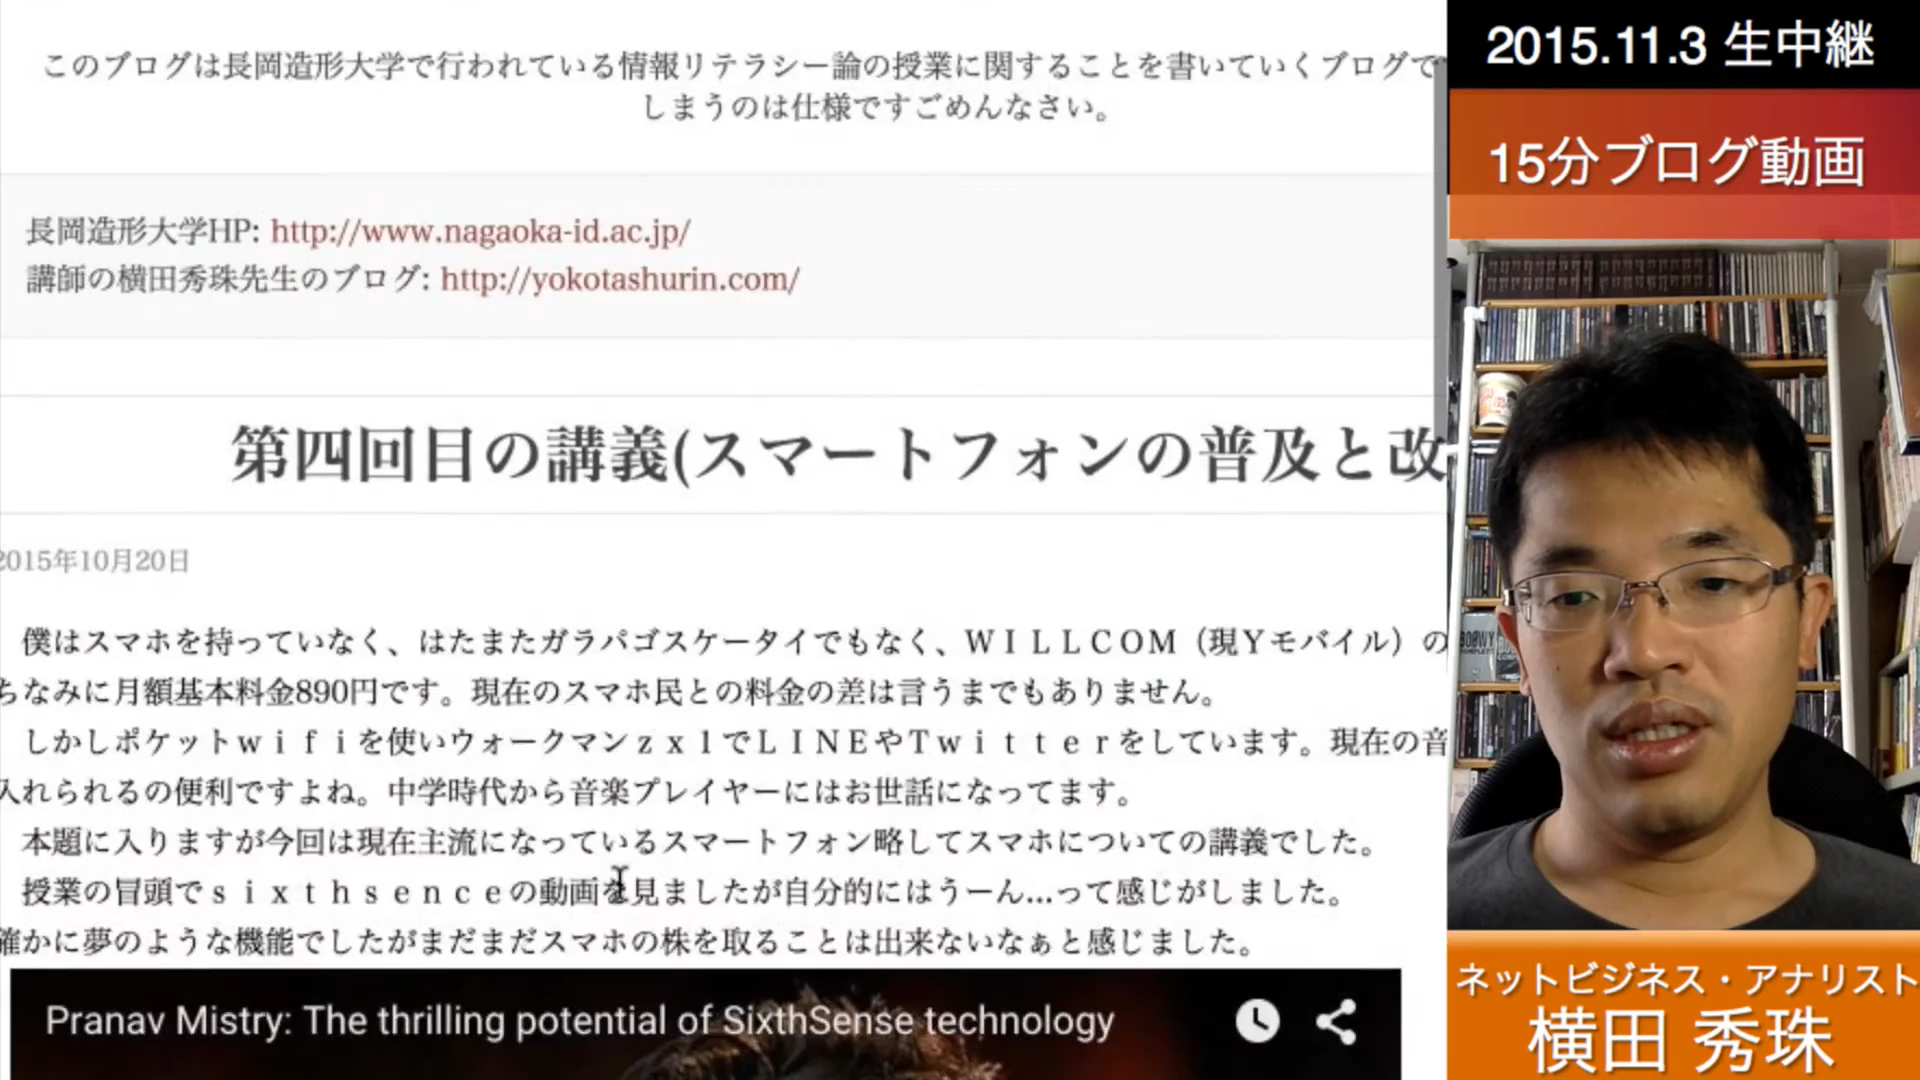 このブログは長岡造形大学で行われている情報リテラシー論の授業に関することを書いていくブログで
しまうのは仕様ですごめんなさい。
長岡造形大学HP: http://www.nagaoka-id.ac.jp/
講師の横田秀珠先生のブログ: http://yokotashurin.com/
第四回目の講義(スマートフォンの普及と改
2015年10月20日
僕はスマホを持っていなく、はたまたガラパゴスケータイでもなく、ＷＩＬＬＣＯＭ（現Ｙモバイル）の
ちなみに月額基本料金890円です。現在のスマホ民との料金の差は言うまでもありません。
しかしポケットｗｉｆｉを使いウォークマンｚｘ１でＬＩＮＥやＴｗｉｔｔｅｒをしています。現在の音
入れられるの便利ですよね。中学時代から音楽プレイヤーにはお世話になってます。
本題に入りますが今回は現在主流になっているスマートフォン略してスマホについての講義でした。
授業の冒頭でｓｉｘｔｈｓｅｎｃｅの動画を見ましたが自分的にはうーん...って感じがしました。
確かに夢のような機能でしたがまだまだスマホの株を取ることは出来ないなぁと感じました。
Pranav Mistry: The thrilling potential of SixthSense technology
2015.11.3 生中継
15分ブログ動画
BOØWY
ネットビジネス・アナリスト
横田 秀珠